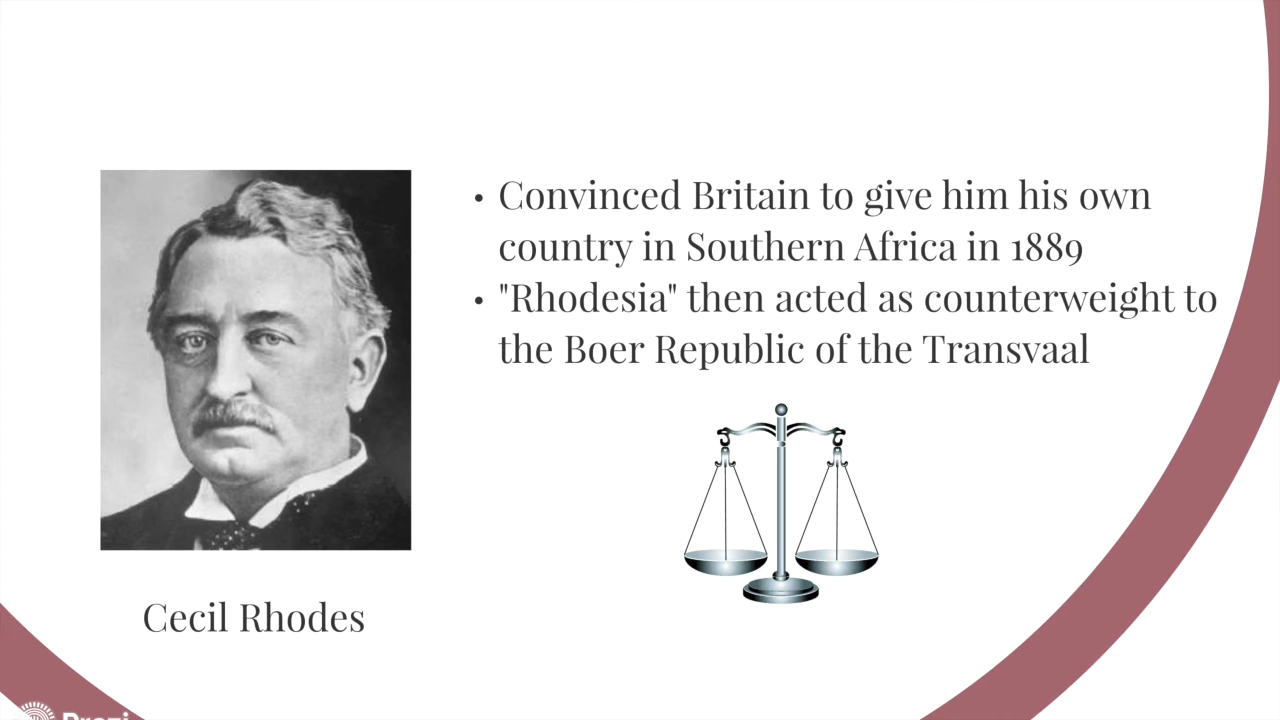 • Convinced Britain to give him his own
country in Southern Africa in 1889
• "Rhodesia" then acted as counterweight to
the Boer Republic of the Transvaal
Cecil Rhodes
Prezi